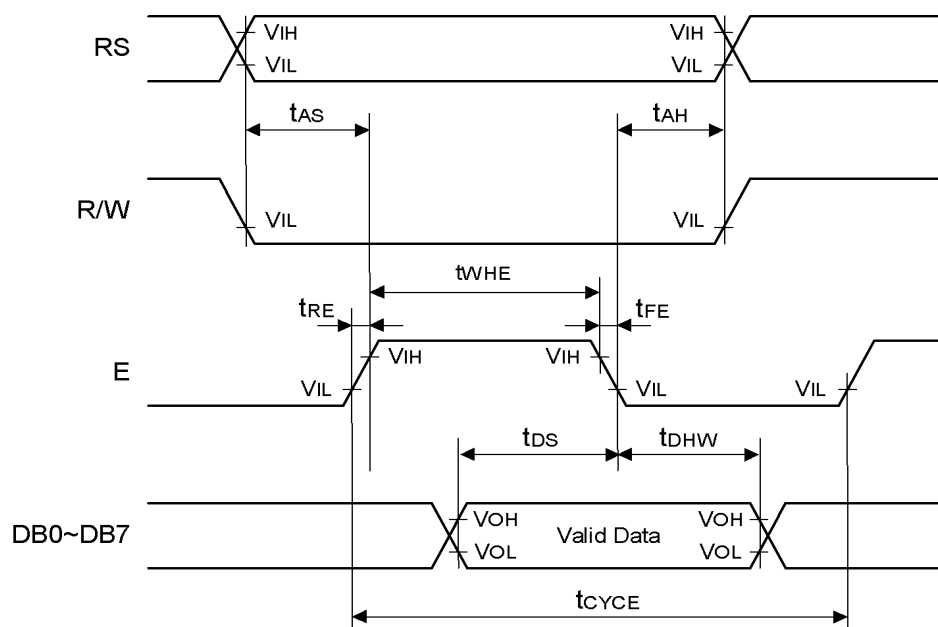 RS
VIH
VIH
VIL
VIL
tAS
tAH
R/W
VIL
VIL
tWHE
tRE
tFE
E
VIH
VIH
VIL
VIL
VIL
tDS
tDHW
DB0~DB7
VOH
Valid Data
VOH
VOL
VOL
tCYCE